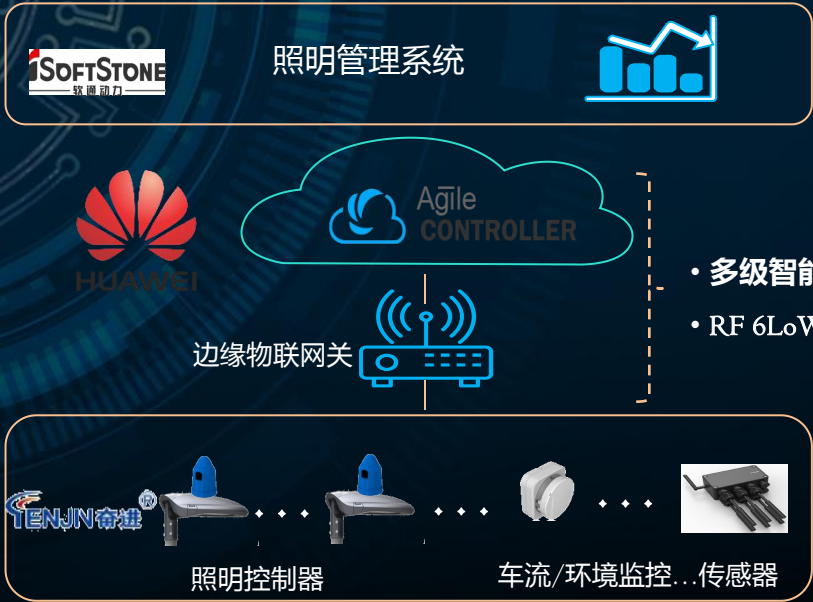 iSOFTSTONE
软通动力
照明管理系统
Agile
CONTROLLER
HUAWEI
• 多级智能
• RF 6LoW
边缘物联网关
TENJIN奋进®
照明控制器
车流/环境监控...传感器